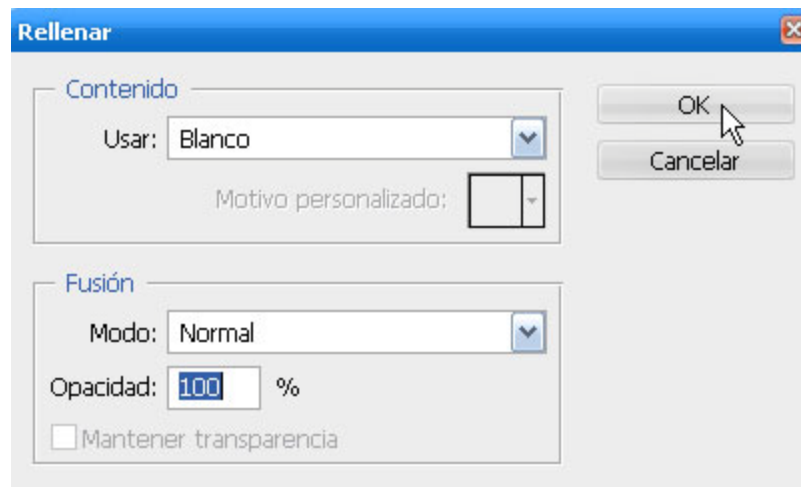 Rellenar
Contenido
Usar: Blanco
Motivo personalizado:
OK
Cancelar
Fusión
Modo: Normal
Opacidad: 100 %
Mantener transparencia